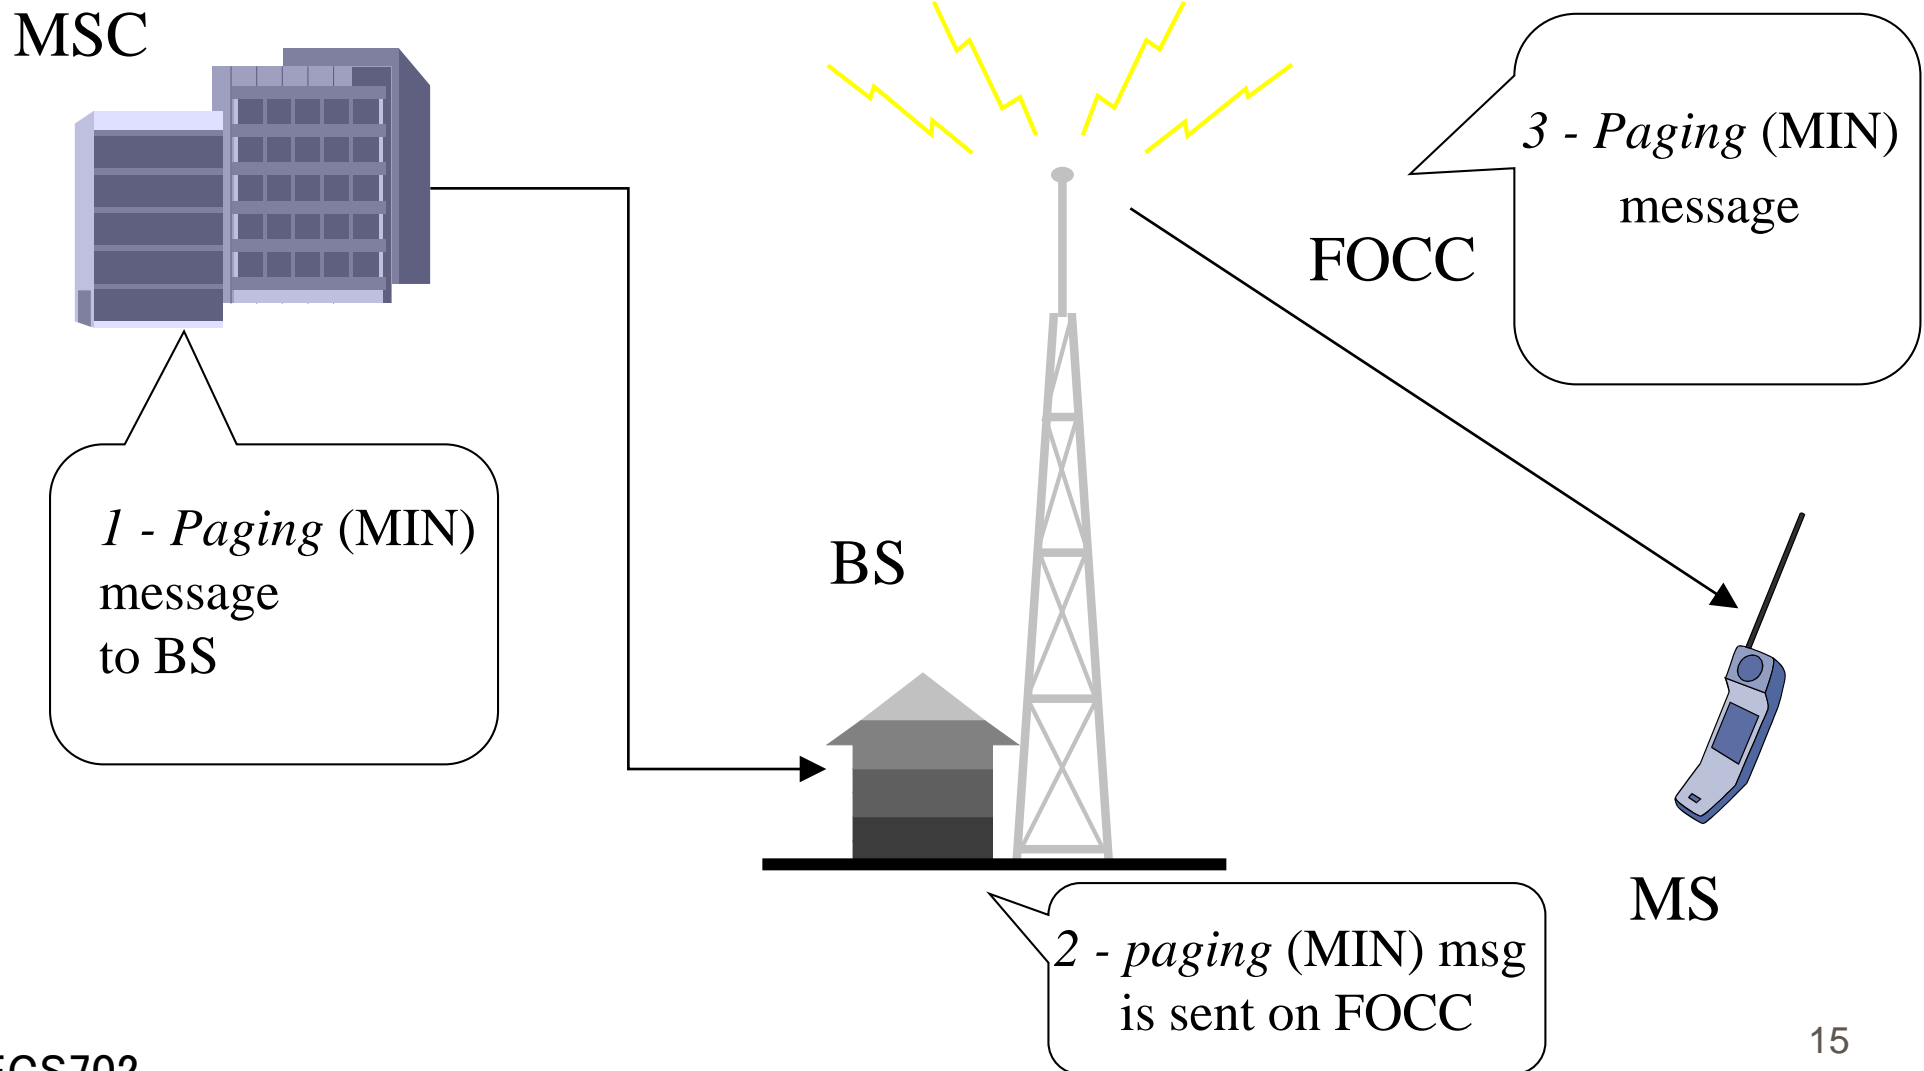 MSC
3 - Paging (MIN)
message
FOCC
1 - Paging (MIN)
message
to BS
BS
MS
2 - paging (MIN) msg
is sent on FOCC
15